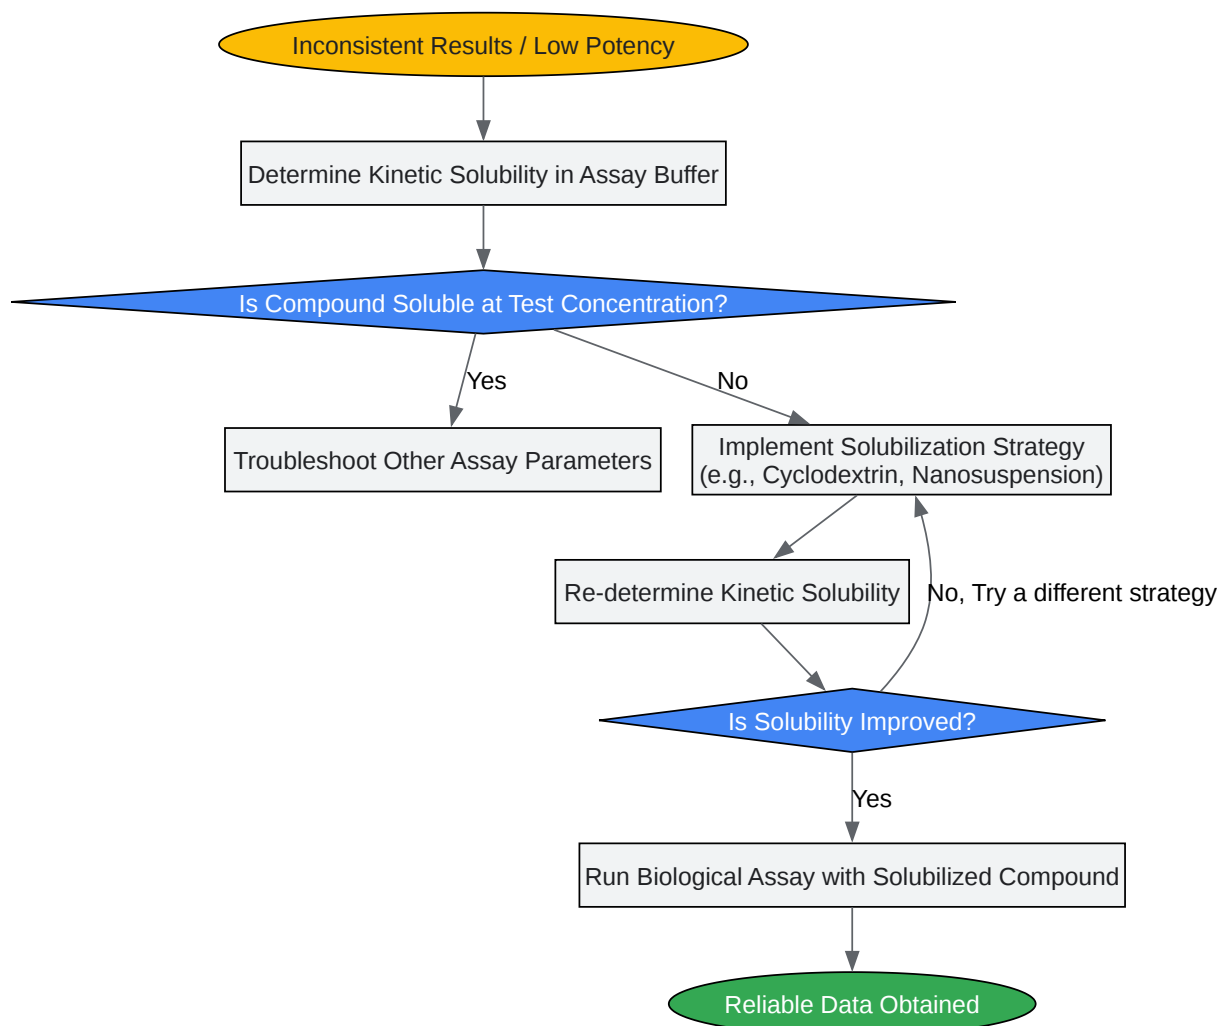 Inconsistent Results / Low Potency
Determine Kinetic Solubility in Assay Buffer
Is Compound Soluble at Test Concentration?
Yes
No
Troubleshoot Other Assay Parameters
Implement Solubilization Strategy
(e.g., Cyclodextrin, Nanosuspension)
Re-determine Kinetic Solubility
No, Try a different strategy
Is Solubility Improved?
Yes
Run Biological Assay with Solubilized Compound
Reliable Data Obtained